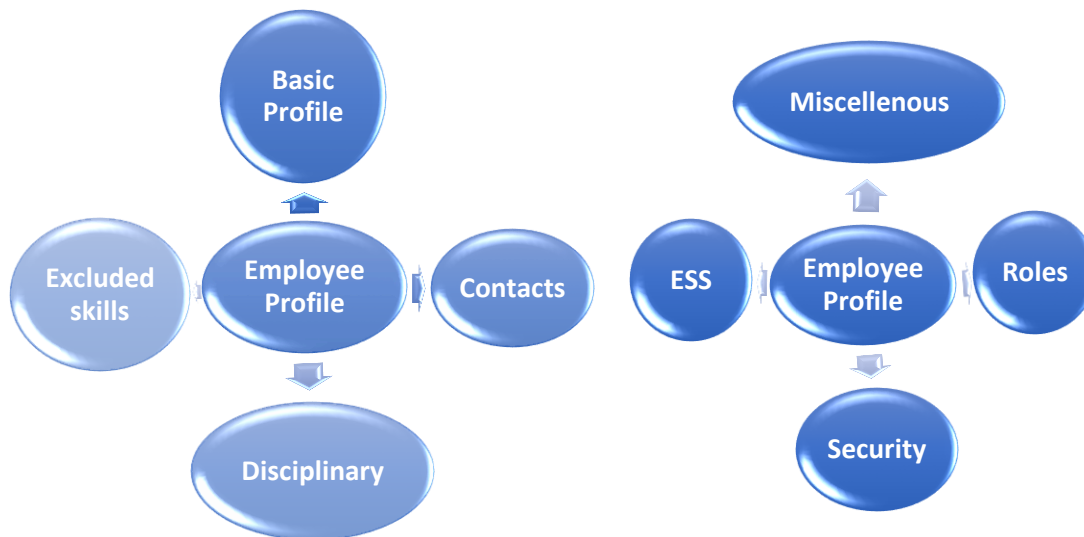 Basic
Profile
Excluded
skills
Employee
Profile
Contacts
Disciplinary
Miscellenous
ESS
Employee
Profile
Roles
Security